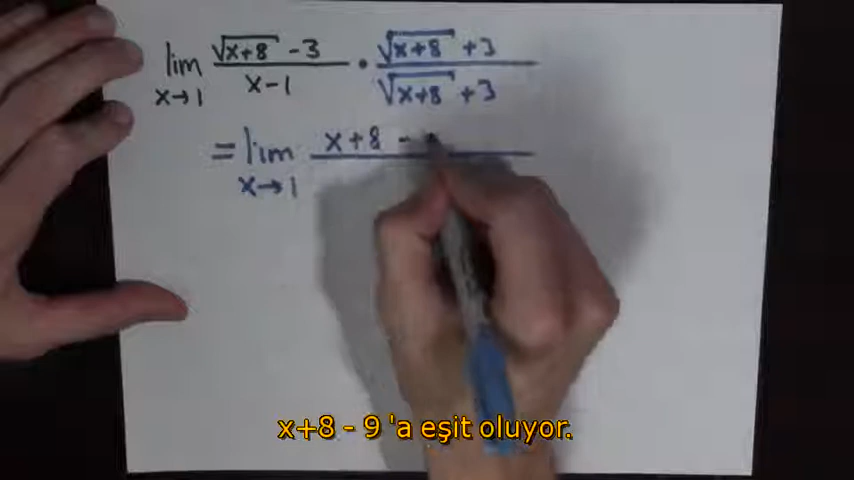 lim √x+8 - 3 / x-1 · √x+8 + 3 / √x+8 + 3
x→1
= lim x+8 -
x→1
x+8 - 9 'a eşit oluyor.